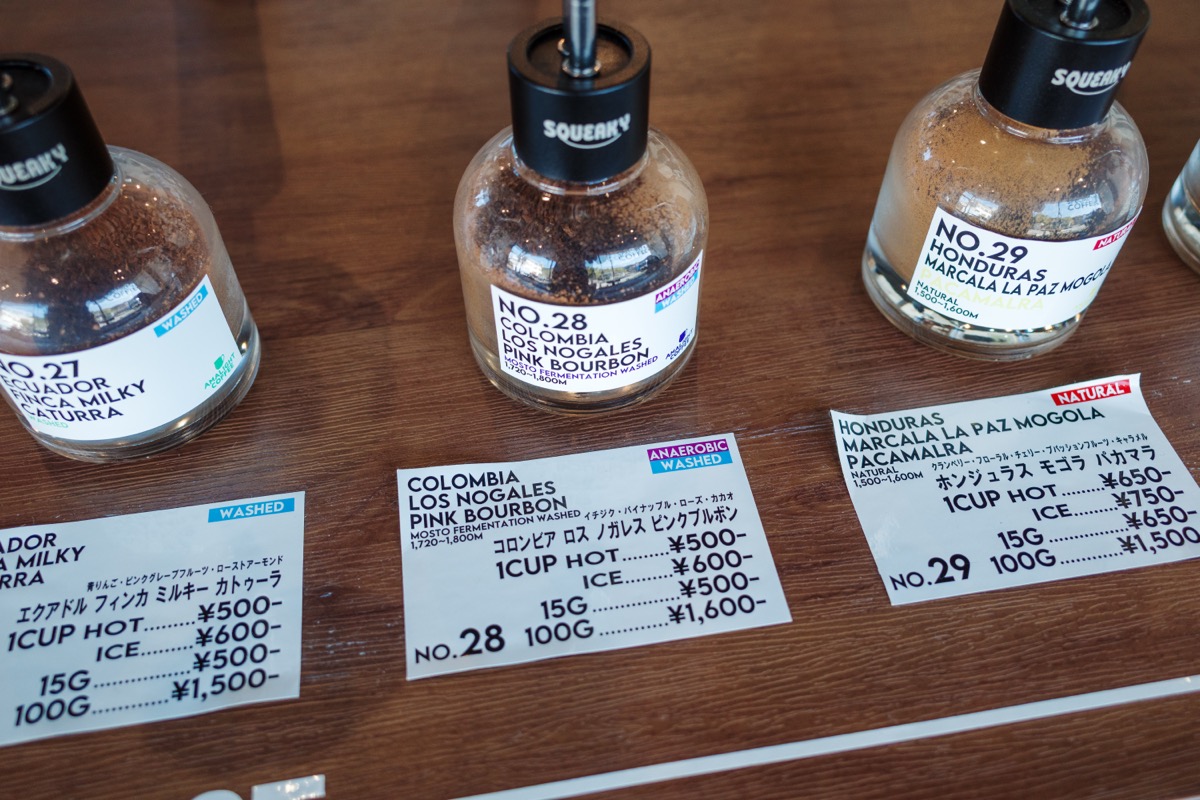 SQUEAKY
SQUEAKY
WASHED
NO.27
ECUADOR
FINCA MILKY
CATURRA
WASHED
AMAMERIA
COFFEE
ANAEROBIC
WASHED
NO.28
COLOMBIA
LOS NOGALES
PINK BOURBON
MOSTO FERMENTATION WASHED
1,720~1,800M
SQUEAKY
NATURAL
NO.29
HONDURAS
MARCALA LA PAZ MOGOLA
PACAMALRA
NATURAL
1,500~1,600M
WASHED
ADOR
A MILKY
RRA
青りんご・ピンクグレープフルーツ・ローストアーモンド
エクアドル フィンカ ミルキー カトゥーラ
1CUP HOT.......¥500-
ICE.........¥600-
15G................¥500-
100G............¥1,500-
ANAEROBIC
WASHED
COLOMBIA
LOS NOGALES
PINK BOURBON
MOSTO FERMENTATION WASHED
1,720~1,800M
イチジク・パイナップル・ローズ・カカオ
コロンビア ロス ノガレス ピンクブルボン
1CUP HOT.......¥500-
ICE.........¥600-
15G..............¥500-
NO.28 100G............¥1,600-
NATURAL
HONDURAS
MARCALA LA PAZ MOGOLA
PACAMALRA
NATURAL
1,500~1,600M
クランベリー・フローラル・チェリー・パッションフルーツ・キャラメル
ホンジュラス モゴラ パカマラ
1CUP HOT.......¥650-
ICE.........¥750-
15G..............¥650-
NO.29 100G............¥1,500